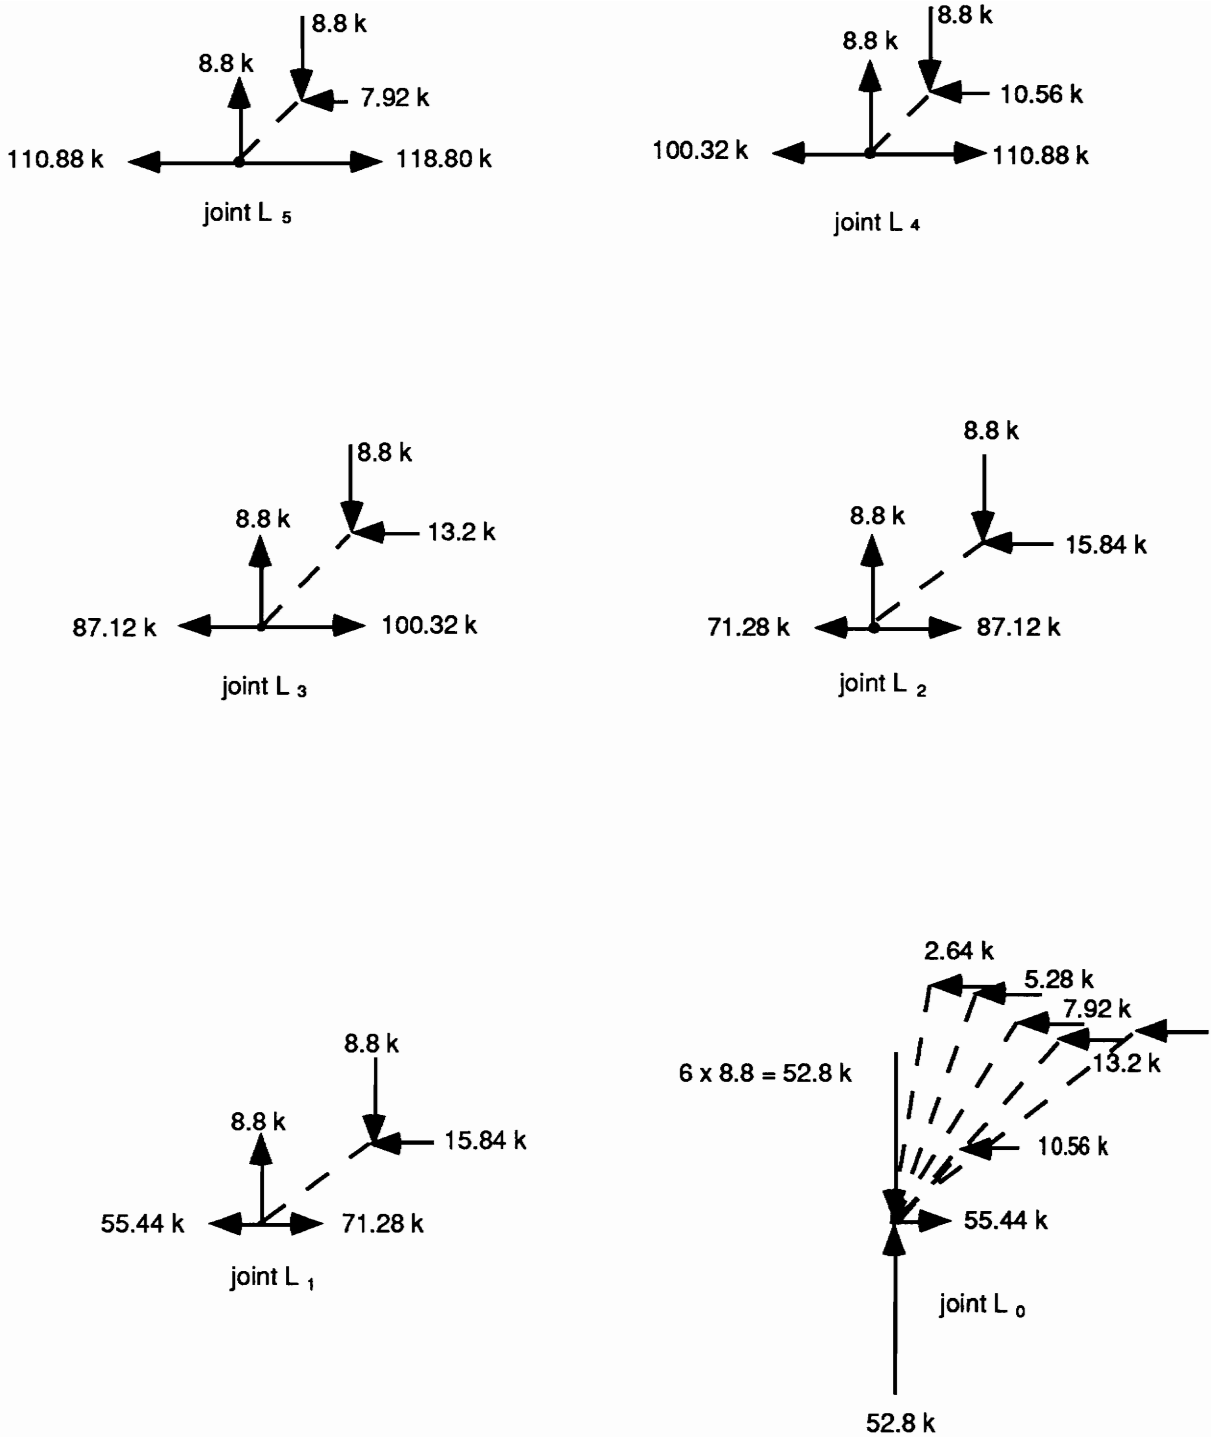 8.8 k
8.8 k
7.92 k
110.88 k
118.80 k
joint L 5
8.8 k
8.8 k
10.56 k
100.32 k
110.88 k
joint L 4
8.8 k
8.8 k
13.2 k
87.12 k
100.32 k
joint L 3
8.8 k
8.8 k
15.84 k
71.28 k
87.12 k
joint L 2
8.8 k
8.8 k
15.84 k
55.44 k
71.28 k
joint L 1
2.64 k
5.28 k
7.92 k
13.2 k
6 x 8.8 = 52.8 k
10.56 k
55.44 k
joint L 0
52.8 k